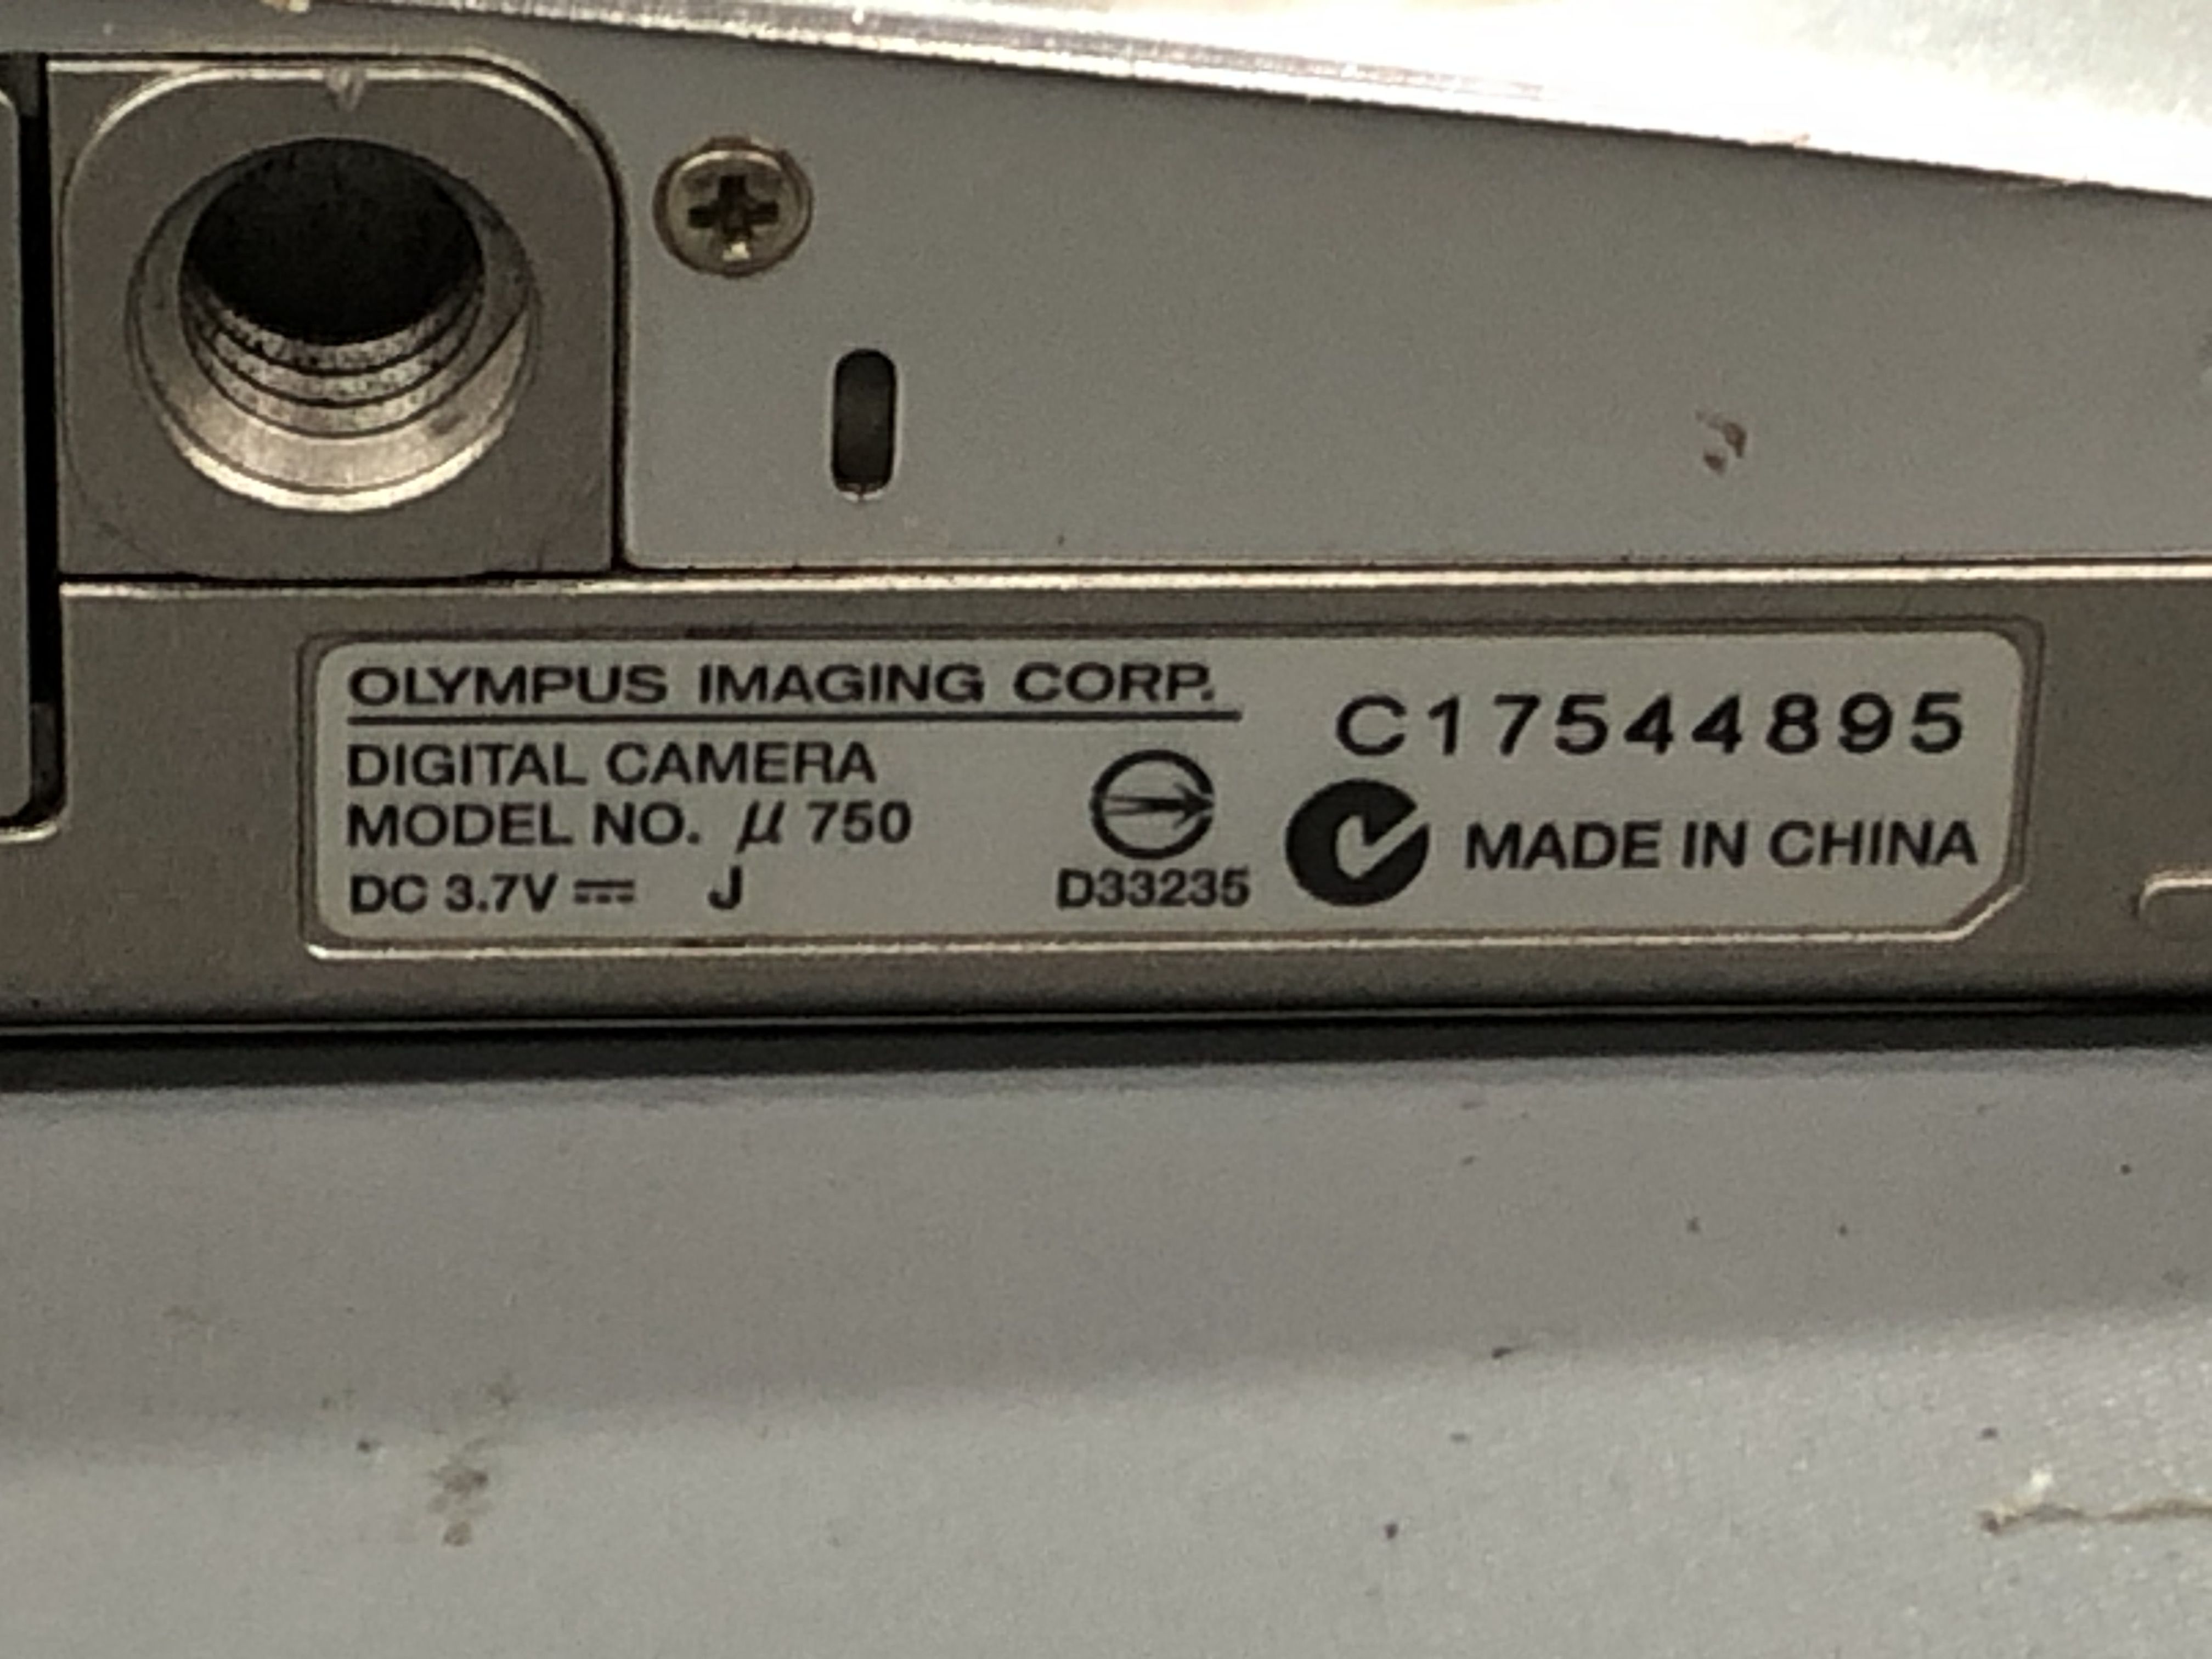 OLYMPUS IMAGING CORP.
DIGITAL CAMERA
MODEL NO. μ 750
DC 3.7V ⎓ J
D33235
C17544895
MADE IN CHINA